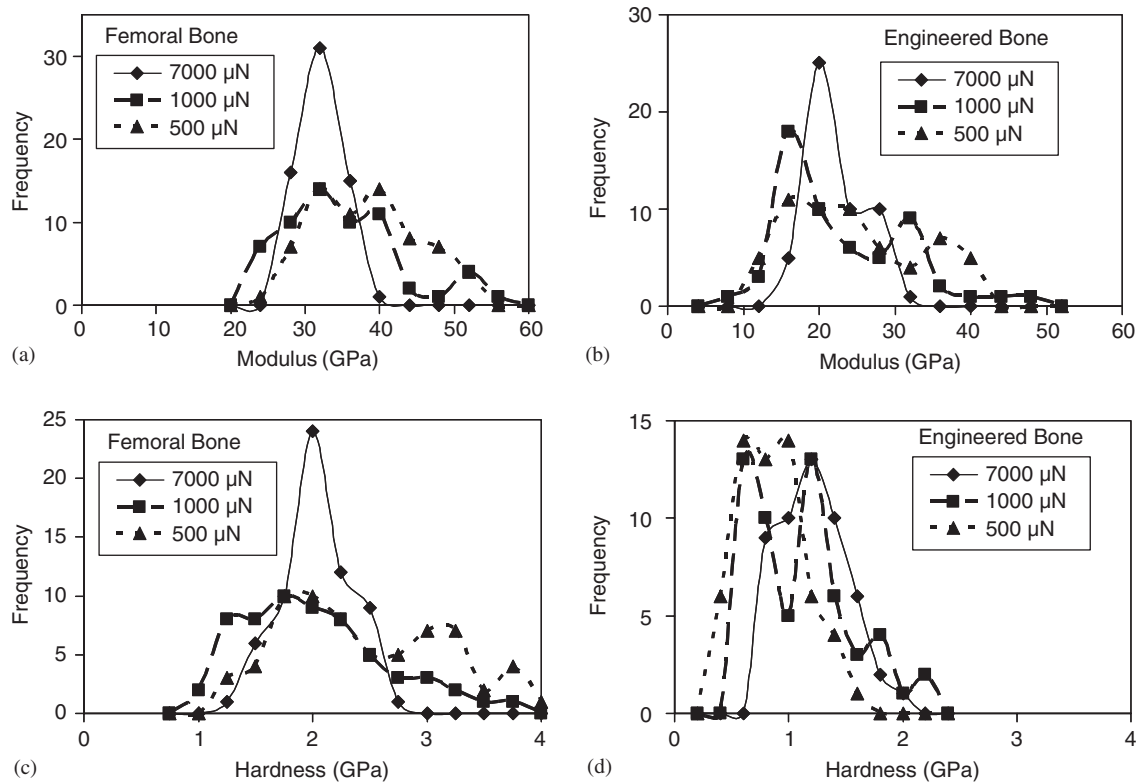 Femoral Bone
7000 µN
1000 µN
500 µN
30
20
10
0
Frequency
0 10 20 30 40 50 60
Modulus (GPa)
(a)
Engineered Bone
7000 µN
1000 µN
500 µN
30
20
10
0
Frequency
0 10 20 30 40 50 60
Modulus (GPa)
(b)
Femoral Bone
7000 µN
1000 µN
500 µN
25
20
15
10
5
0
Frequency
0 1 2 3 4
Hardness (GPa)
(c)
Engineered Bone
7000 µN
1000 µN
500 µN
15
10
5
0
Frequency
0 1 2 3 4
Hardness (GPa)
(d)